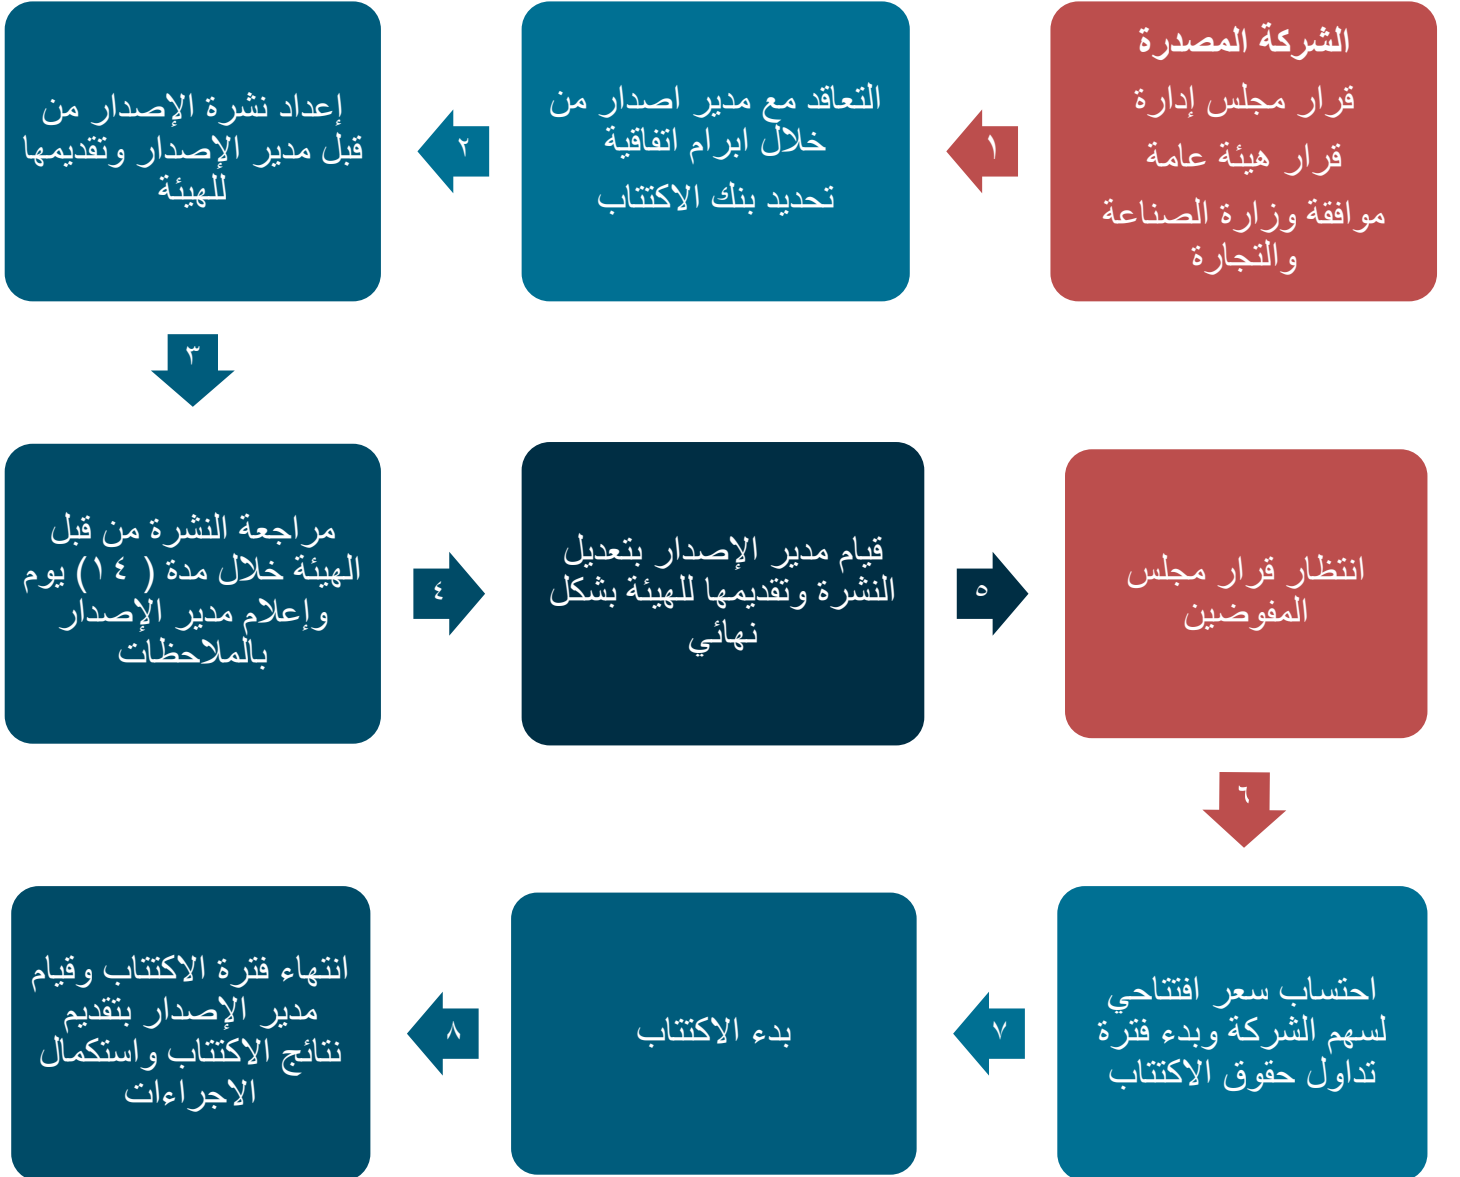 الشركة المصدرة
قرار مجلس إدارة
قرار هيئة عامة
موافقة وزارة الصناعة
والتجارة
١
التعاقد مع مدير اصدار من
خلال ابرام اتفاقية
تحديد بنك الاكتتاب
٢
إعداد نشرة الإصدار من
قبل مدير الإصدار وتقديمها
للهيئة
٣
مراجعة النشرة من قبل
الهيئة خلال مدة ( ١٤) يوم
وإعلام مدير الإصدار
بالملاحظات
٤
قيام مدير الإصدار بتعديل
النشرة وتقديمها للهيئة بشكل
نهائي
٥
انتظار قرار مجلس
المفوضين
٦
احتساب سعر افتتاحي
لسهم الشركة وبدء فترة
تداول حقوق الاكتتاب
٧
بدء الاكتتاب
٨
انتهاء فترة الاكتتاب وقيام
مدير الإصدار بتقديم
نتائج الاكتتاب واستكمال
الاجراءات